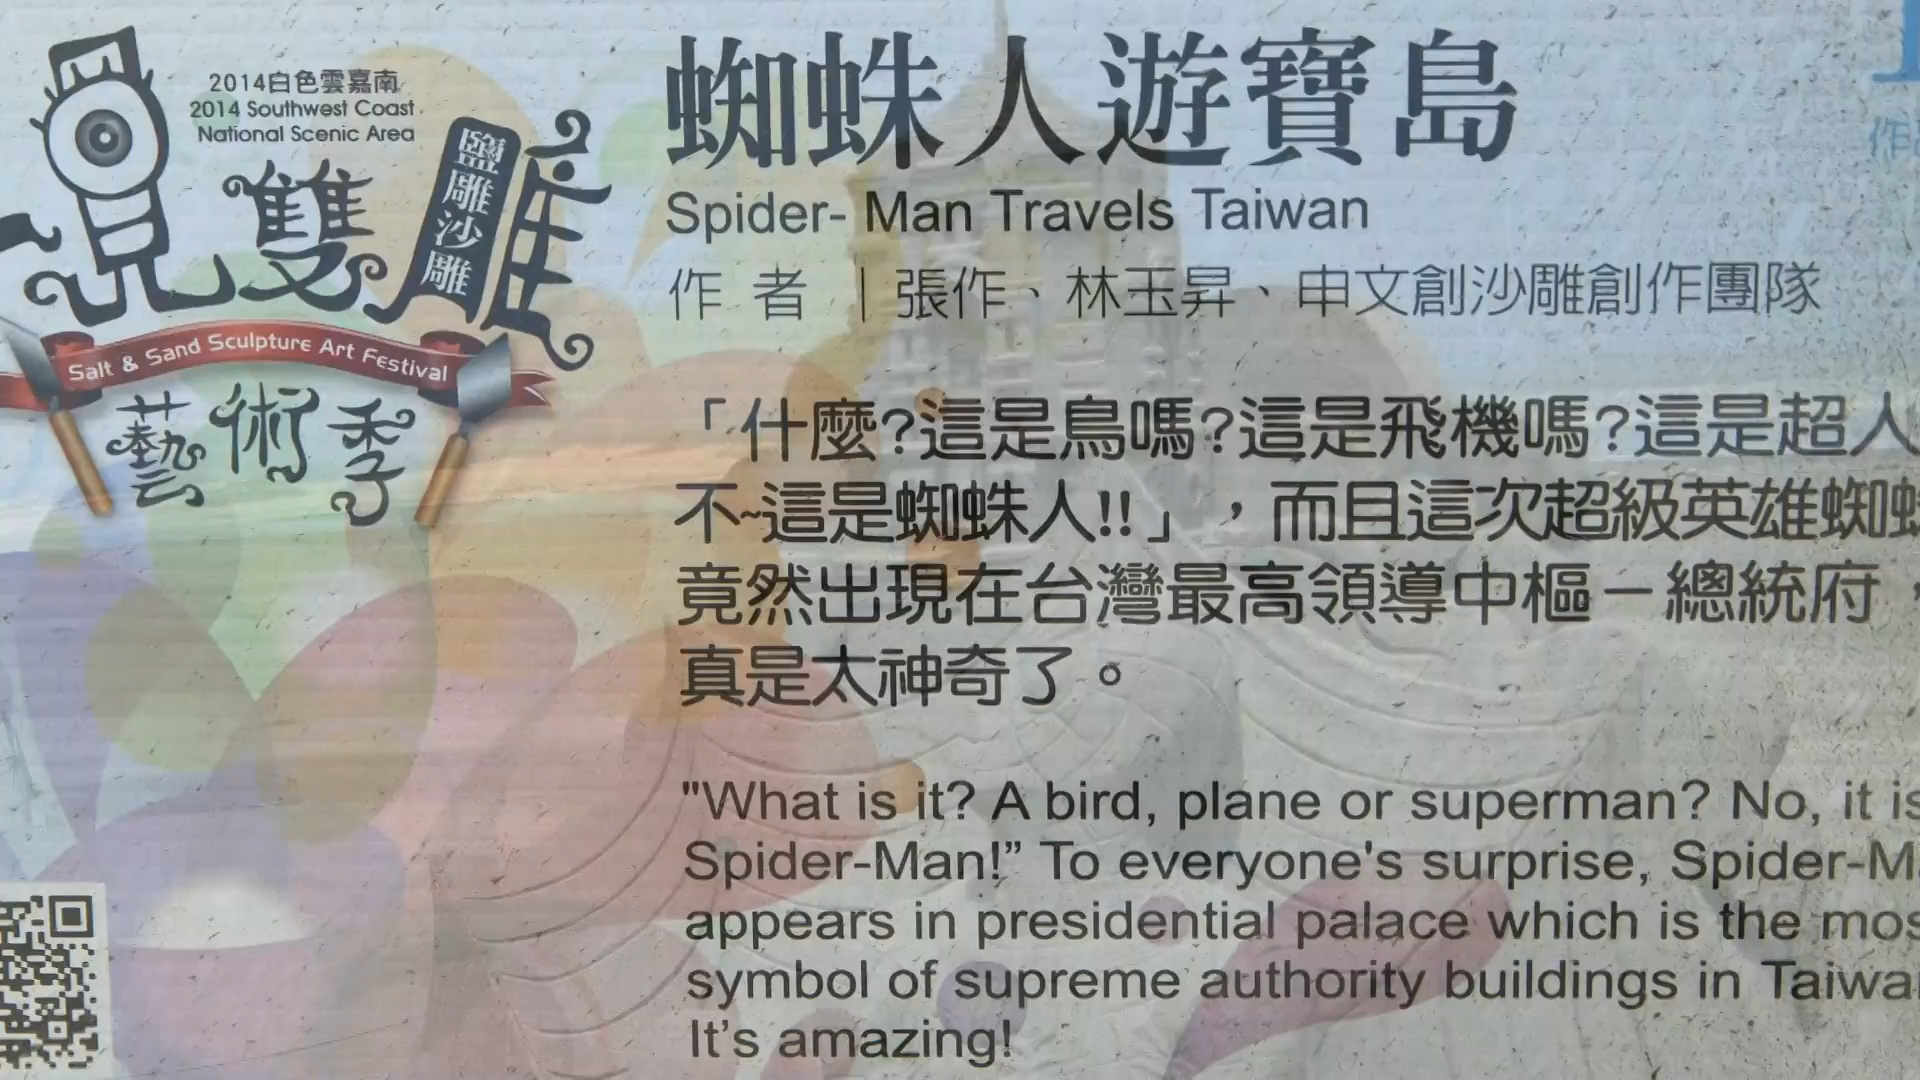 2014白色雲嘉南
2014 Southwest Coast
National Scenic Area
見雙雕
鹽雕沙雕
Salt & Sand Sculpture Art Festival
藝術季
蜘蛛人遊寶島
Spider- Man Travels Taiwan
作 者 ｜張作、林玉昇、申文創沙雕創作團隊
「什麼?這是鳥嗎?這是飛機嗎?這是超人
不~這是蜘蛛人!!」，而且這次超級英雄蜘蛛
竟然出現在台灣最高領導中樞－總統府，
真是太神奇了。
"What is it? A bird, plane or superman? No, it is
Spider-Man!” To everyone's surprise, Spider-M
appears in presidential palace which is the mos
symbol of supreme authority buildings in Taiwa
It’s amazing!